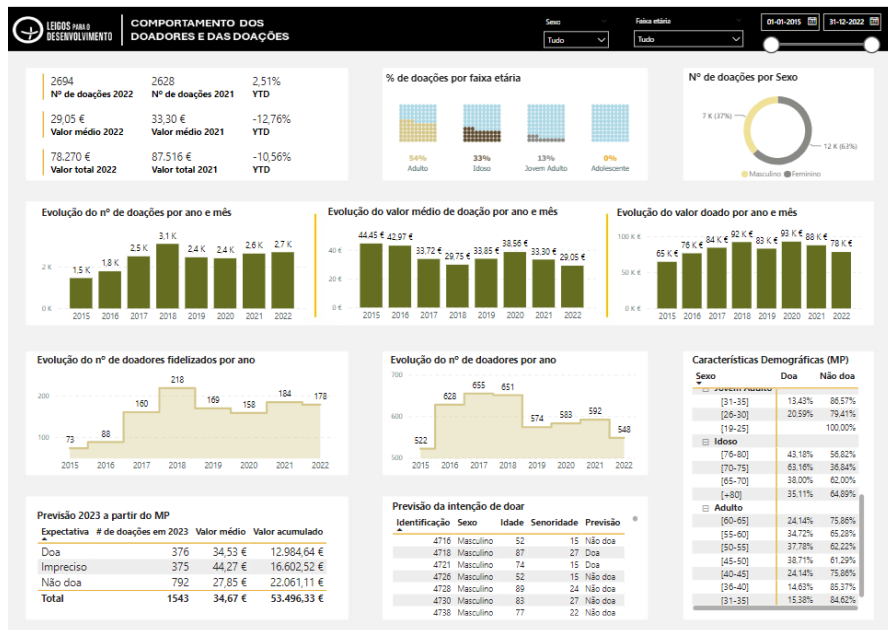 LEIGOS PARA O
DESENVOLVIMENTO
COMPORTAMENTO DOS
DOADORES E DAS DOAÇÕES
Sexo
Tudo
Faixa etária
Tudo
01-01-2015
31-12-2022
2694 2628 2,51%
Nº de doações 2022 Nº de doações 2021 YTD
29,05 € 33,30 € -12,76%
Valor médio 2022 Valor médio 2021 YTD
78.270 € 87.516 € -10,56%
Valor total 2022 Valor total 2021 YTD
% de doações por faixa etária
54% 33% 13% 0%
Adulto Idoso Jovem Adulto Adolescente
Nº de doações por Sexo
7 K (37%)
12 K (63%)
Masculino Feminino
Evolução do nº de doações por ano e mês
2 K
0 K
1,5 K 1,8 K 2,5 K 3,1 K 2,4 K 2,4 K 2,6 K 2,7 K
2015 2016 2017 2018 2019 2020 2021 2022
Evolução do valor médio de doação por ano e mês
40 €
20 €
0 €
44,45 € 42,97 € 33,72 € 29,75 € 33,85 € 38,56 € 33,30 € 29,05 €
2015 2016 2017 2018 2019 2020 2021 2022
Evolução do valor doado por ano e mês
100 K €
50 K €
0 K €
65 K € 76 K € 84 K € 92 K € 83 K € 93 K € 88 K € 78 K €
2015 2016 2017 2018 2019 2020 2021 2022
Evolução do nº de doadores fidelizados por ano
200
100
73 88 160 218 169 158 184 178
2015 2016 2017 2018 2019 2020 2021 2022
Evolução do nº de doadores por ano
700
600
500
522 628 655 651 574 583 592 548
2015 2016 2017 2018 2019 2020 2021 2022
Características Demográficas (MP)
Sexo Doa Não doa
Jovem Adulto
[31-35] 13,43% 86,57%
[26-30] 20,59% 79,41%
[19-25] 100,00%
Idoso
[76-80] 43,18% 56,82%
[70-75] 63,16% 36,84%
[65-70] 38,00% 62,00%
[+80] 35,11% 64,89%
Adulto
[60-65] 24,14% 75,86%
[55-60] 34,72% 65,28%
[50-55] 37,78% 62,22%
[45-50] 38,71% 61,29%
[40-45] 24,14% 75,86%
[36-40] 14,63% 85,37%
[31-35] 15,38% 84,62%
Previsão 2023 a partir do MP
Expectativa # de doações em 2023 Valor médio Valor acumulado
Doa 376 34,53 € 12.984,64 €
Impreciso 375 44,27 € 16.602,52 €
Não doa 792 27,85 € 22.061,11 €
Total 1543 34,67 € 53.496,33 €
Previsão da intenção de doar
Identificação Sexo Idade Senoridade Previsão
4716 Masculino 52 15 Não doa
4718 Masculino 87 27 Doa
4721 Masculino 74 15 Doa
4726 Masculino 52 15 Não doa
4728 Masculino 89 24 Não doa
4730 Masculino 83 27 Não doa
4738 Masculino 77 22 Não doa